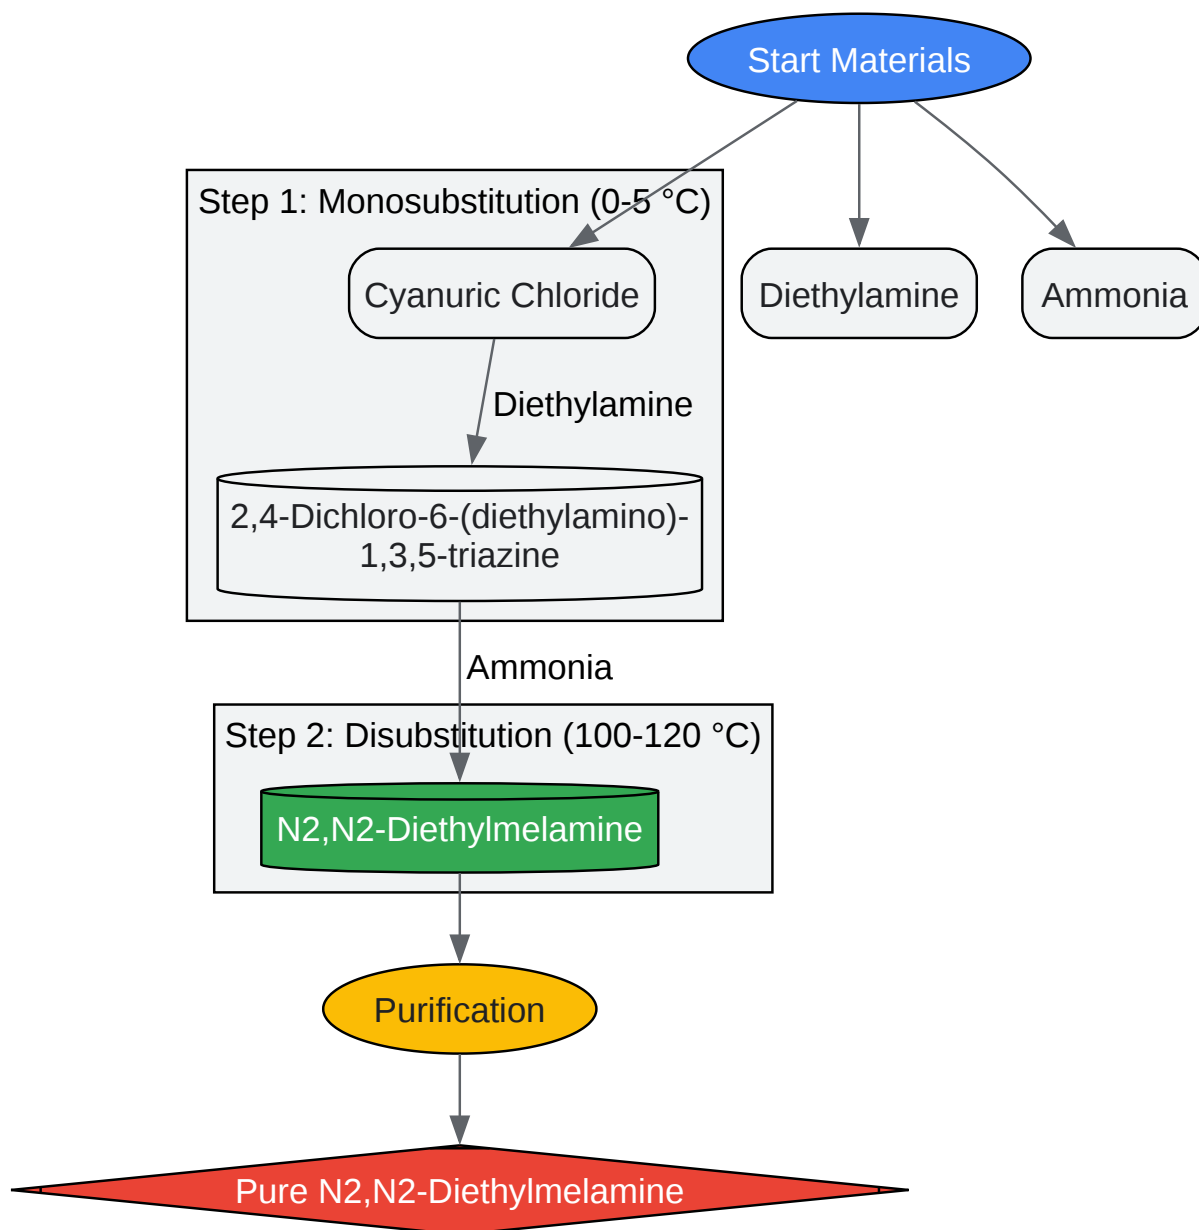 Start Materials
Step 1: Monosubstitution (0-5 °C)
Cyanuric Chloride
Diethylamine
Ammonia
Diethylamine
2,4-Dichloro-6-(diethylamino)-
1,3,5-triazine
Ammonia
Step 2: Disubstitution (100-120 °C)
N2,N2-Diethylmelamine
Purification
Pure N2,N2-Diethylmelamine